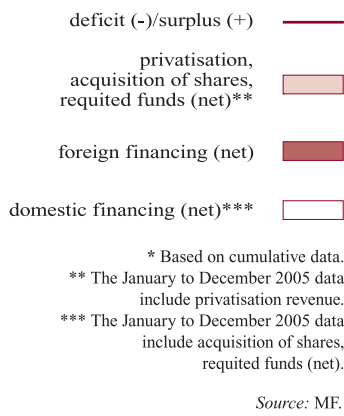 deficit (-)/surplus (+)
privatisation,
acquisition of shares,
requited funds (net)**
foreign financing (net)
domestic financing (net)***
* Based on cumulative data.
** The January to December 2005 data
include privatisation revenue.
*** The January to December 2005 data
include acquisition of shares,
requited funds (net).
Source: MF.